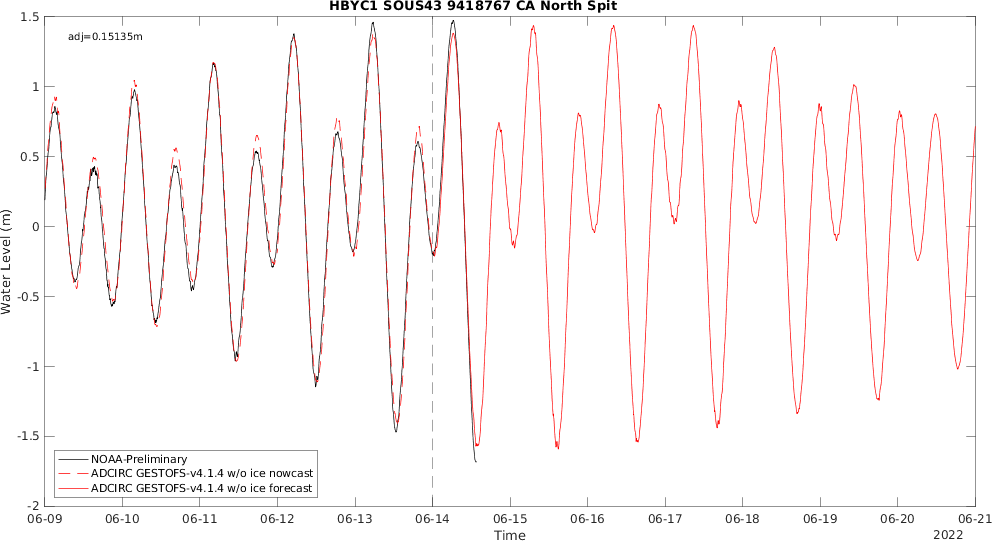 HBYC1 SOUS43 9418767 CA North Spit
adj=0.15135m
1.5
1
0.5
0
-0.5
-1
-1.5
-2
Water Level (m)
NOAA-Preliminary
ADCIRC GESTOFS-v4.1.4 w/o ice nowcast
ADCIRC GESTOFS-v4.1.4 w/o ice forecast
06-09 06-10 06-11 06-12 06-13 06-14 06-15 06-16 06-17 06-18 06-19 06-20 06-21
Time
2022